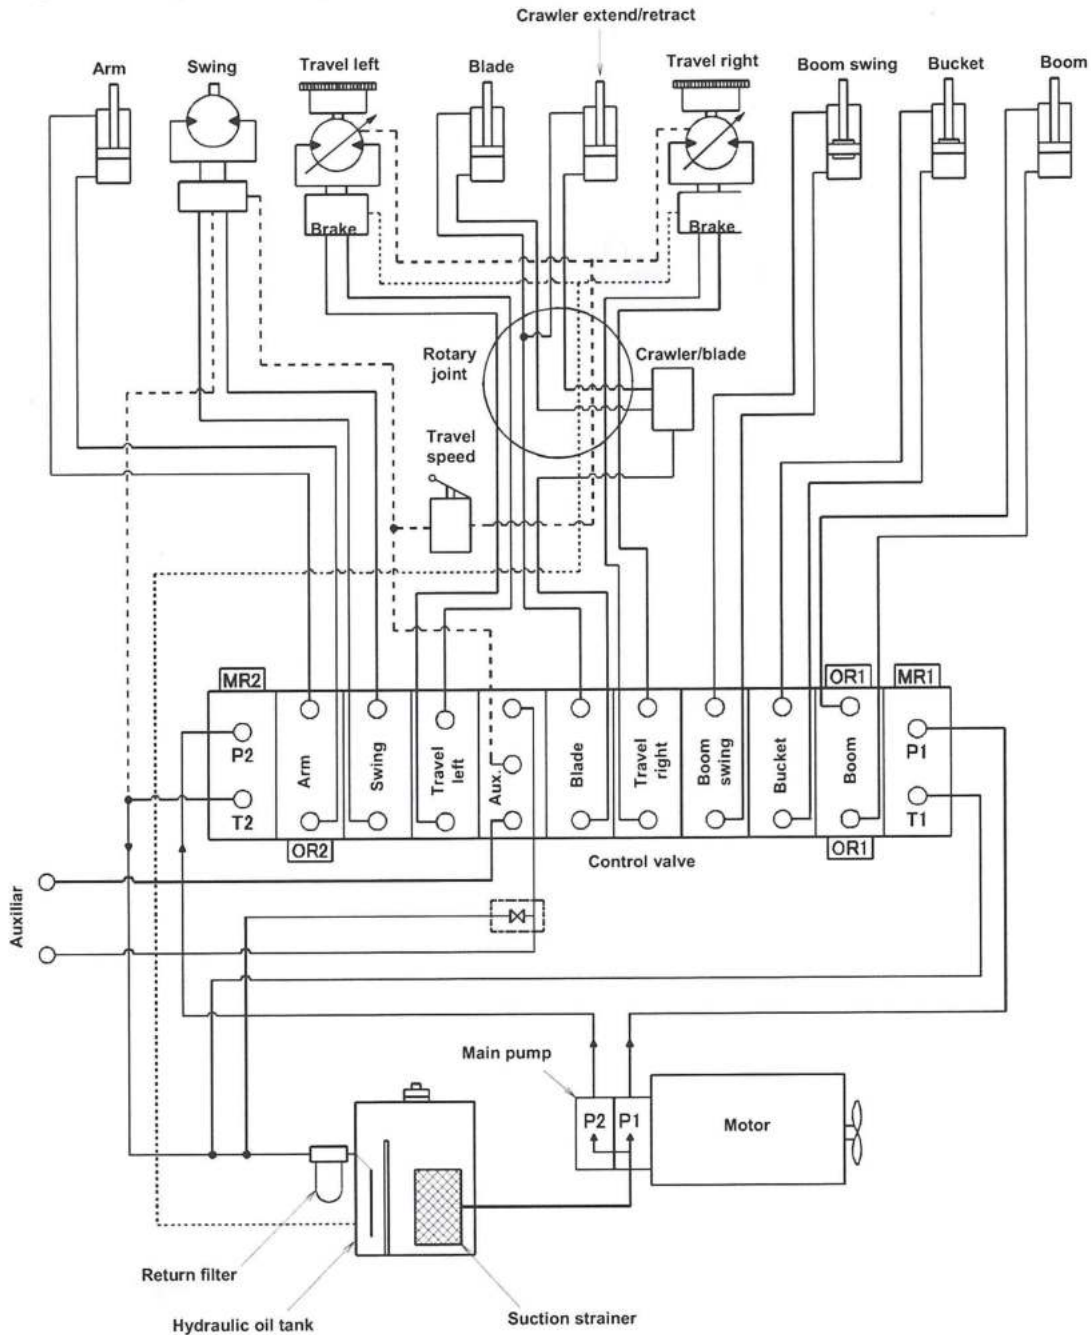 Crawler extend/retract
Arm
Swing
Travel left
Blade
Travel right
Boom swing
Bucket
Boom
Brake
Brake
Rotary
joint
Crawler/blade
Travel
speed
MR2
OR1
MR1
P2
T2
Arm
Swing
Travel
left
Aux.
Blade
Travel
right
Boom
swing
Bucket
Boom
P1
T1
OR2
OR1
Control valve
Auxiliar
Main pump
P2
P1
Motor
Return filter
Hydraulic oil tank
Suction strainer